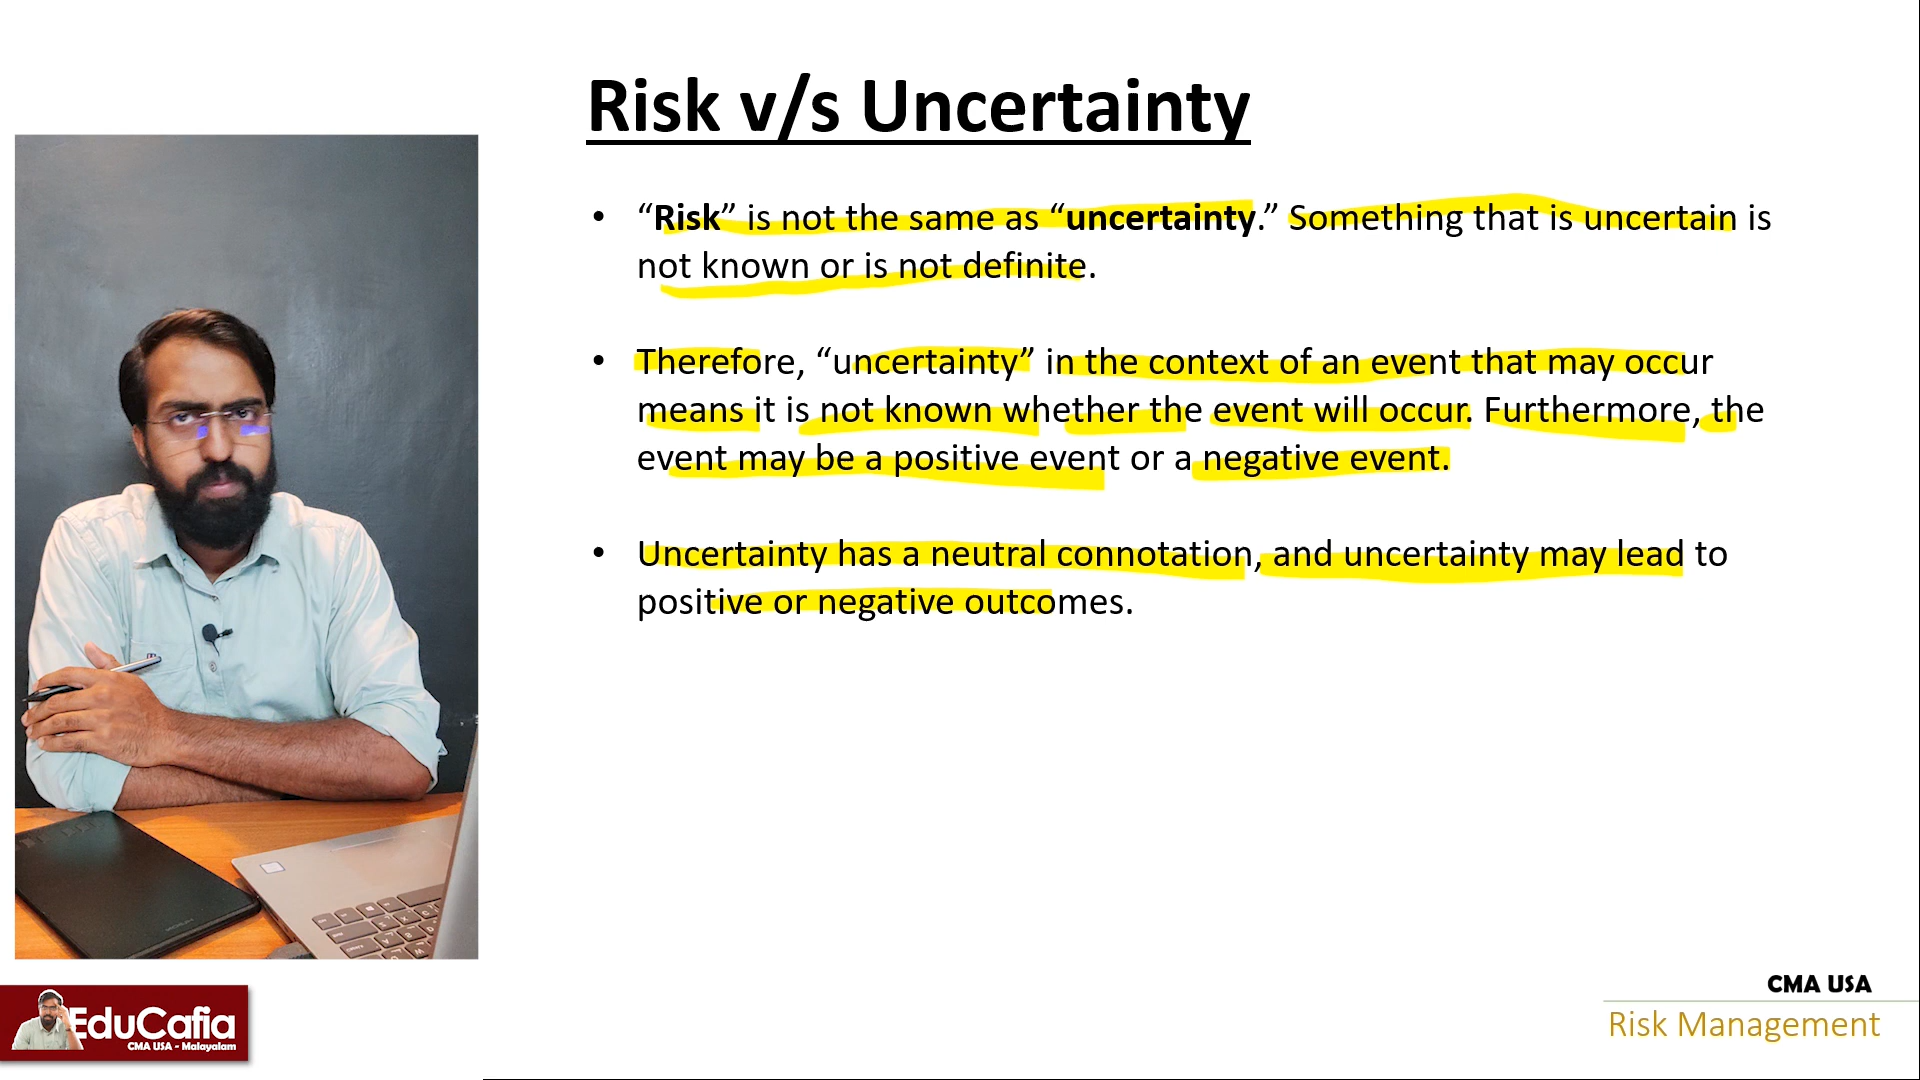 Risk v/s Uncertainty
• “Risk” is not the same as “uncertainty.” Something that is uncertain is
not known or is not definite.
• Therefore, “uncertainty” in the context of an event that may occur
means it is not known whether the event will occur. Furthermore, the
event may be a positive event or a negative event.
• Uncertainty has a neutral connotation, and uncertainty may lead to
positive or negative outcomes.
EduCafia
CMA USA - Malayalam
CMA USA
Risk Management